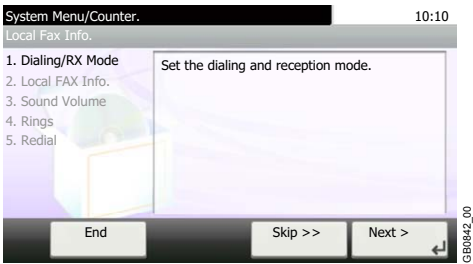 System Menu/Counter. 10:10
Local Fax Info.
1. Dialing/RX Mode
2. Local FAX Info.
3. Sound Volume
4. Rings
5. Redial
Set the dialing and reception mode.
End
Skip >>
Next >
GB0842_00